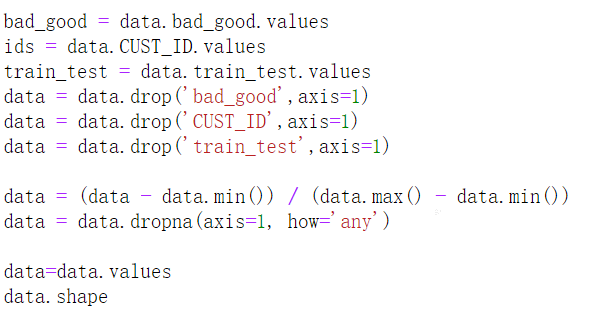 bad_good = data.bad_good.values
ids = data.CUST_ID.values
train_test = data.train_test.values
data = data.drop('bad_good',axis=1)
data = data.drop('CUST_ID',axis=1)
data = data.drop('train_test',axis=1)
data = (data - data.min()) / (data.max() - data.min())
data = data.dropna(axis=1, how='any')
data=data.values
data.shape